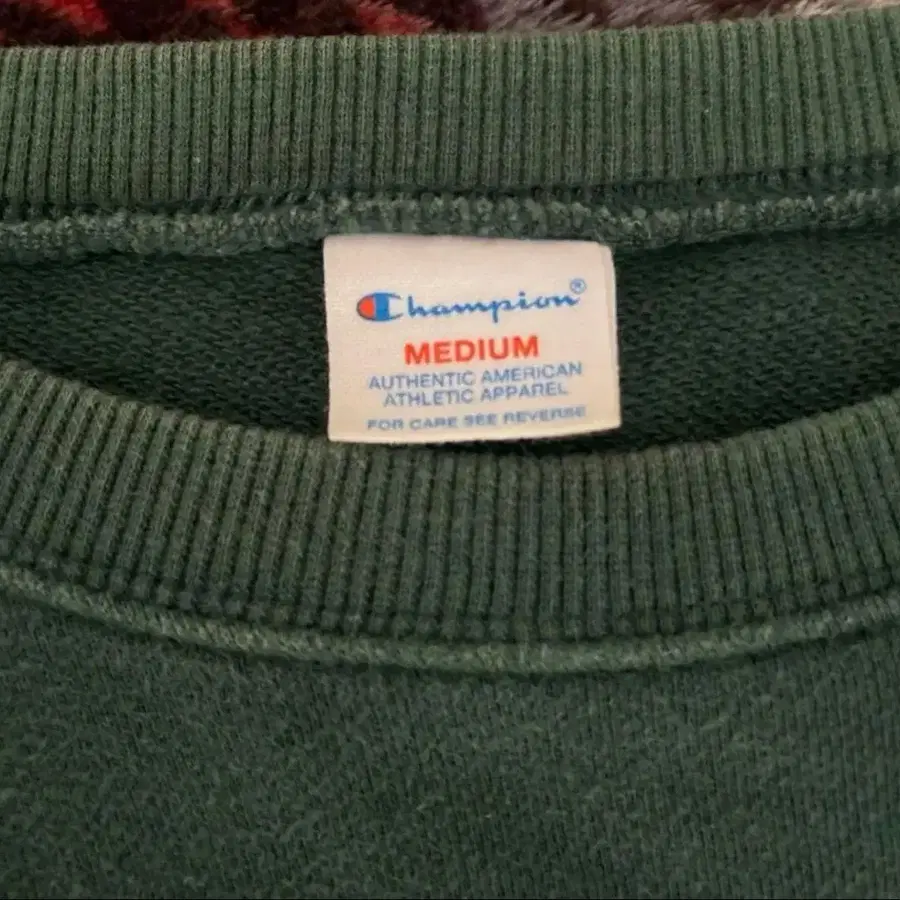 Champion®
MEDIUM
AUTHENTIC AMERICAN
ATHLETIC APPAREL
FOR CARE SEE REVERSE